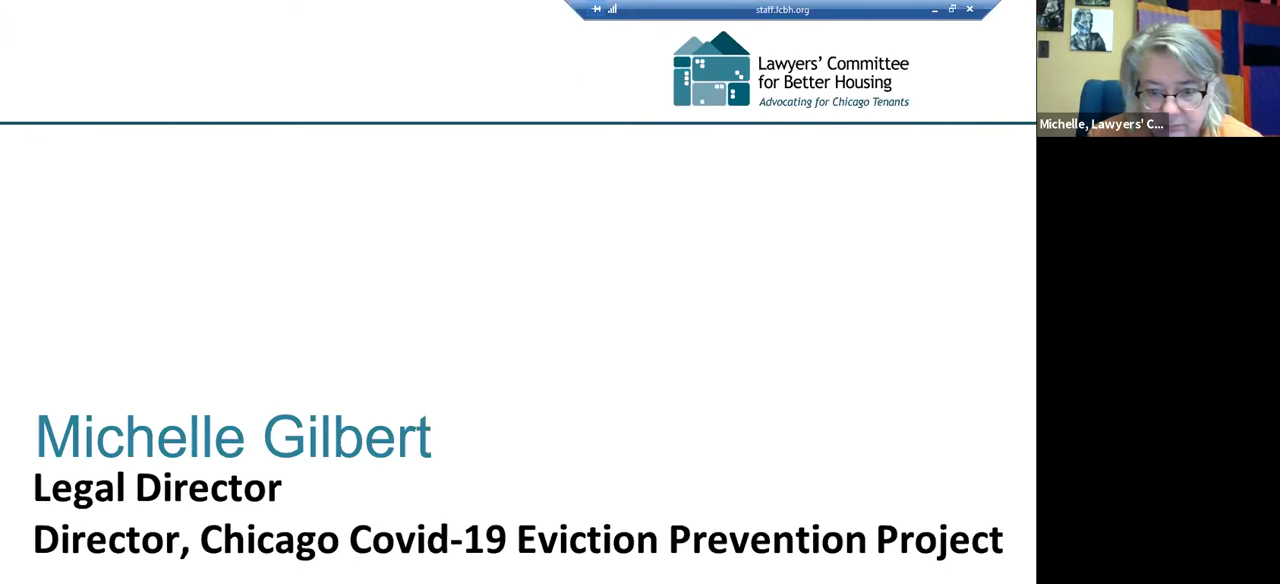 staff.lcbh.org
Lawyers' Committee
for Better Housing
Advocating for Chicago Tenants
Michelle, Lawyers' C...
Michelle Gilbert
Legal Director
Director, Chicago Covid-19 Eviction Prevention Project